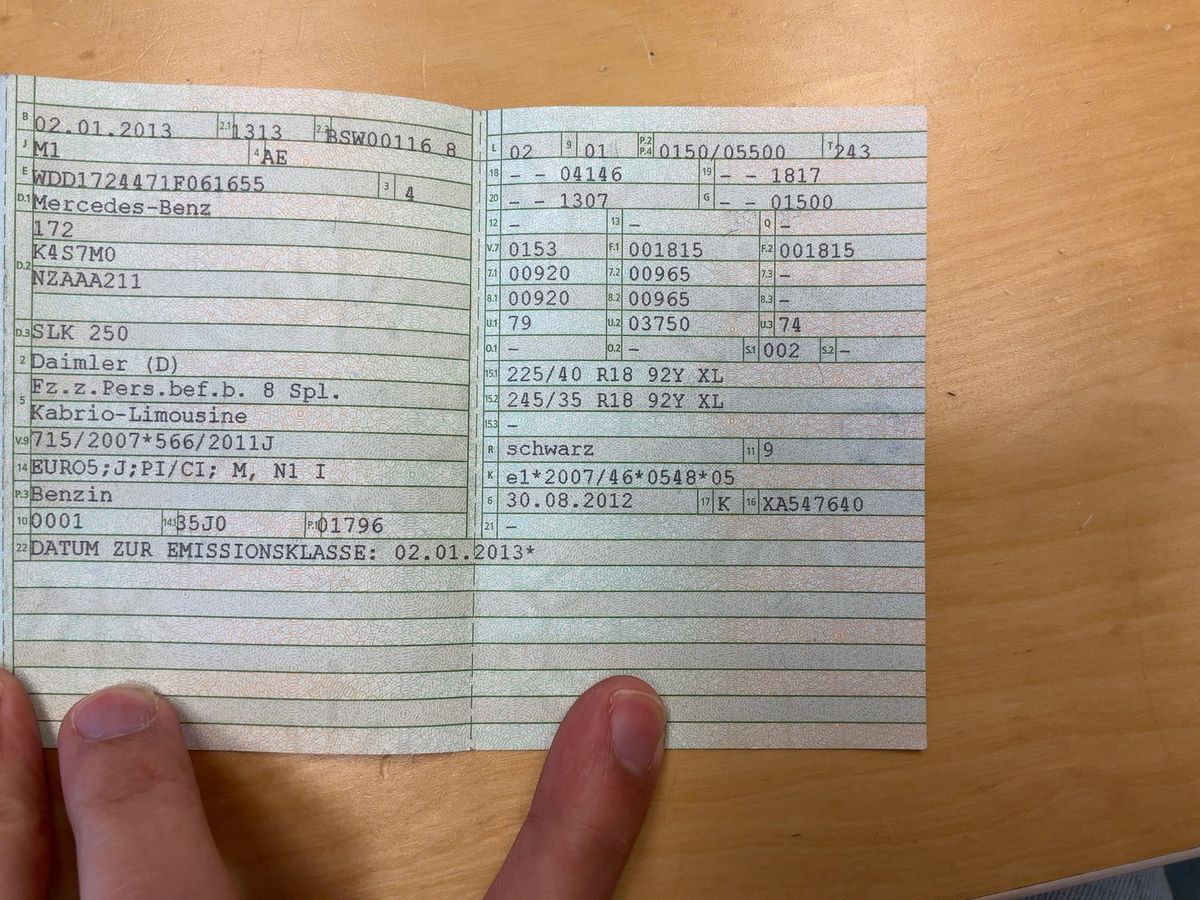 B 02.01.2013 2.1 1313 2.2 BSW00116 8
J M1 4 AE
E WDD1724471F061655 3 4
D.1 Mercedes-Benz
172
D.2 K4S7M0
NZAAA211
D.3 SLK 250
2 Daimler (D)
Fz.z.Pers.bef.b. 8 Spl.
5 Kabrio-Limousine
V.9 715/2007*566/2011J
14 EURO5;J;PI/CI; M, N1 I
P.3 Benzin
10 0001 14.1 35J0 P.1 01796
22 DATUM ZUR EMISSIONSKLASSE: 02.01.2013*
L 02 9 01 P.2 P.4 0150/05500 T 243
18 – – 04146 19 – – 1817
20 – – 1307 G – – 01500
12 – 13 – Q –
V.7 0153 F.1 001815 F.2 001815
7.1 00920 7.2 00965 7.3 –
8.1 00920 8.2 00965 8.3 –
U.1 79 U.2 03750 U.3 74
O.1 – O.2 – S.1 002 S.2 –
15.1 225/40 R18 92Y XL
15.2 245/35 R18 92Y XL
15.3 –
R schwarz 11 9
K e1*2007/46*0548*05
6 30.08.2012 17 K 16 XA547640
21 –